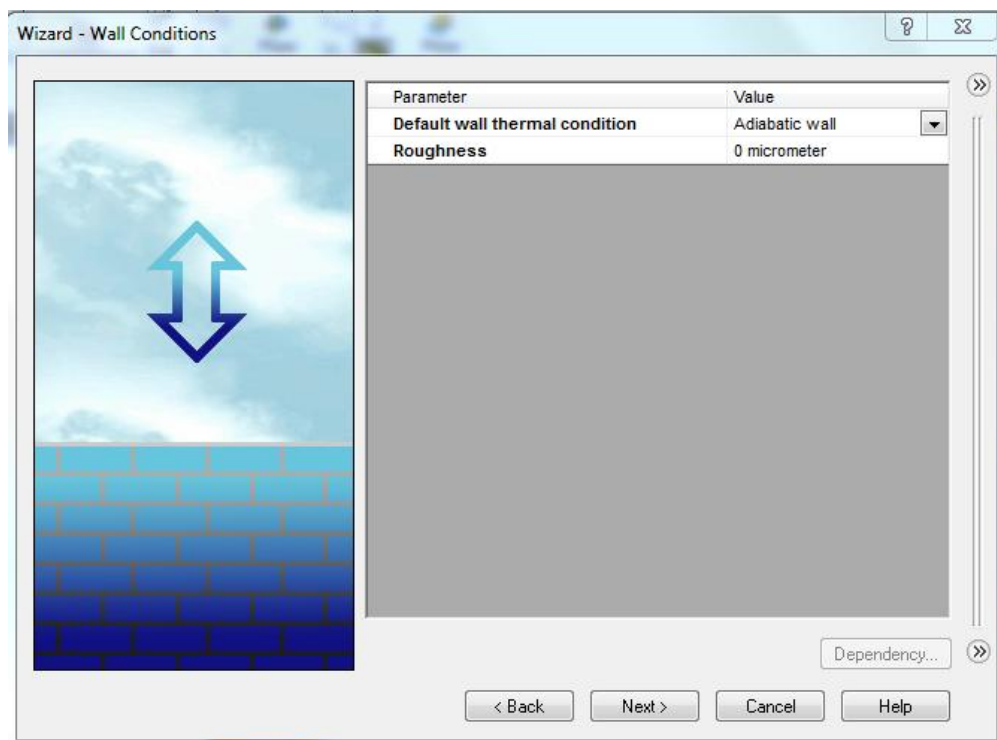 Wizard - Wall Conditions
Parameter Value
Default wall thermal condition Adiabatic wall
Roughness 0 micrometer
Dependency...
< Back Next > Cancel Help